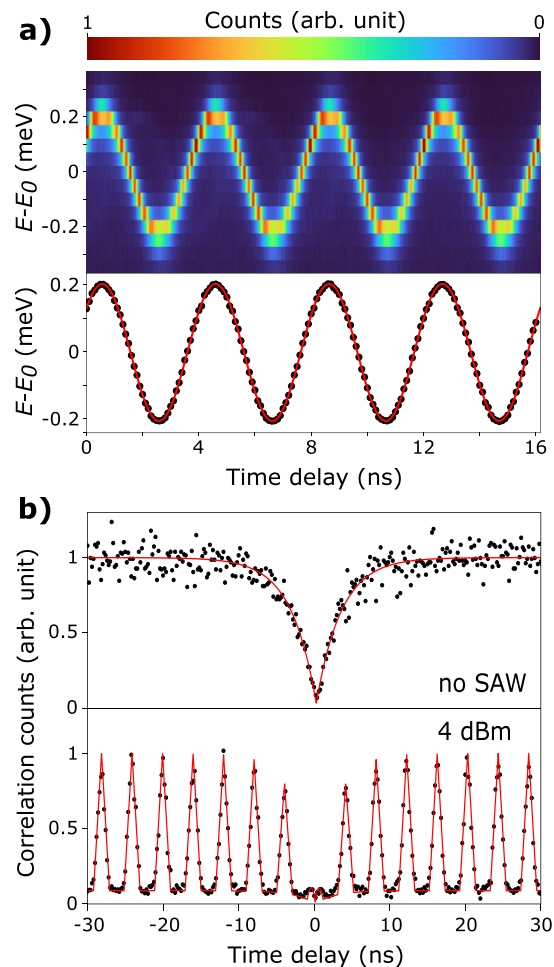 a)
Counts (arb. unit)
1
0
E-E0 (meV)
0.2
0
-0.2
E-E0 (meV)
0.2
0
-0.2
0 4 8 12 16
Time delay (ns)
b)
Correlation counts (arb. unit)
1
0.5
0
no SAW
4 dBm
1
0.5
0
-30 -20 -10 0 10 20 30
Time delay (ns)